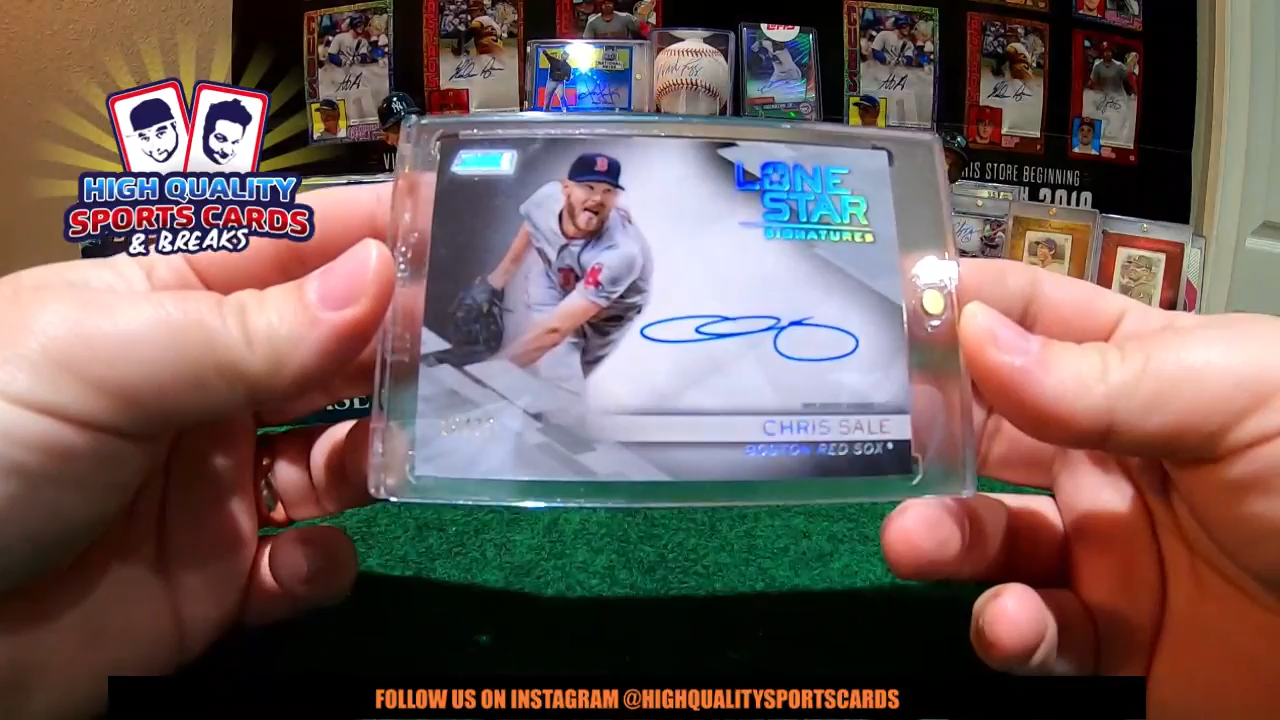 HIGH QUALITY
SPORTS CARDS
& BREAKS
LONE
STAR
SIGNATURES
CHRIS SALE
BOSTON RED SOX
IS STORE BEGINNING
FOLLOW US ON INSTAGRAM @HIGHQUALITYSPORTSCARDS